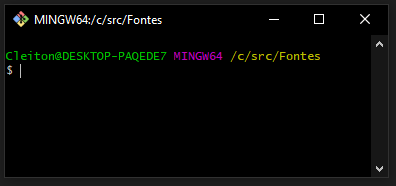 MINGW64:/c/src/Fontes
Cleiton@DESKTOP-PAQEDE7 MINGW64 /c/src/Fontes
$